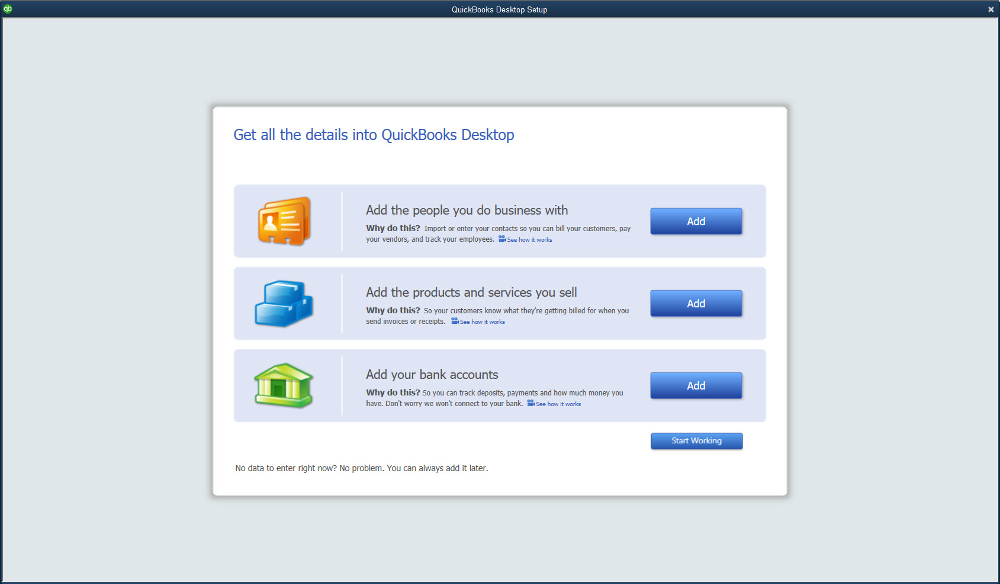 qb
QuickBooks Desktop Setup
Get all the details into QuickBooks Desktop
Add the people you do business with
Why do this? Import or enter your contacts so you can bill your customers, pay
your vendors, and track your employees. See how it works
Add
Add the products and services you sell
Why do this? So your customers know what they're getting billed for when you
send invoices or receipts. See how it works
Add
Add your bank accounts
Why do this? So you can track deposits, payments and how much money you
have. Don't worry we won't connect to your bank. See how it works
Add
Start Working
No data to enter right now? No problem. You can always add it later.